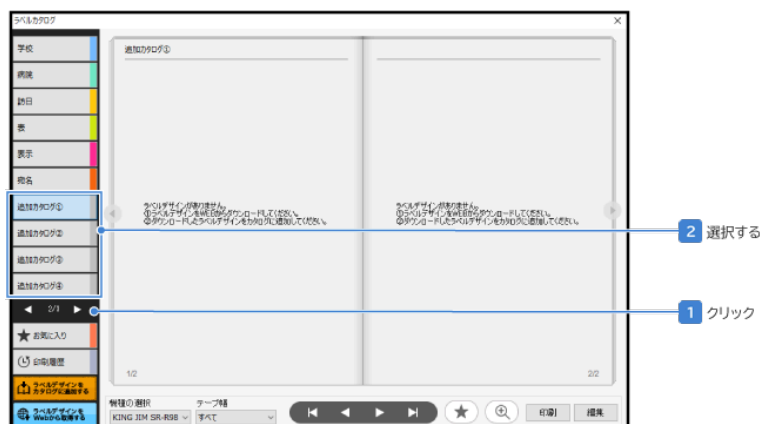 ラベルカタログ
学校
病院
訪日
食
表示
宛名
追加カタログ①
追加カタログ②
追加カタログ③
追加カタログ④
2/3
お気に入り
印刷履歴
ラベルデザインを
カタログに追加する
ラベルデザインを
Webから取得する
追加カタログ①
ラベルデザインがありません。
①ラベルデザインをWEBからダウンロードしてください。
②ダウンロードしたラベルデザインをカタログに追加してください。
1/2
ラベルデザインがありません。
①ラベルデザインをWEBからダウンロードしてください。
②ダウンロードしたラベルデザインをカタログに追加してください。
2/2
機種の選択
テープ幅
KING JIM SR-R98
すべて
印刷
編集
2 選択する
1 クリック